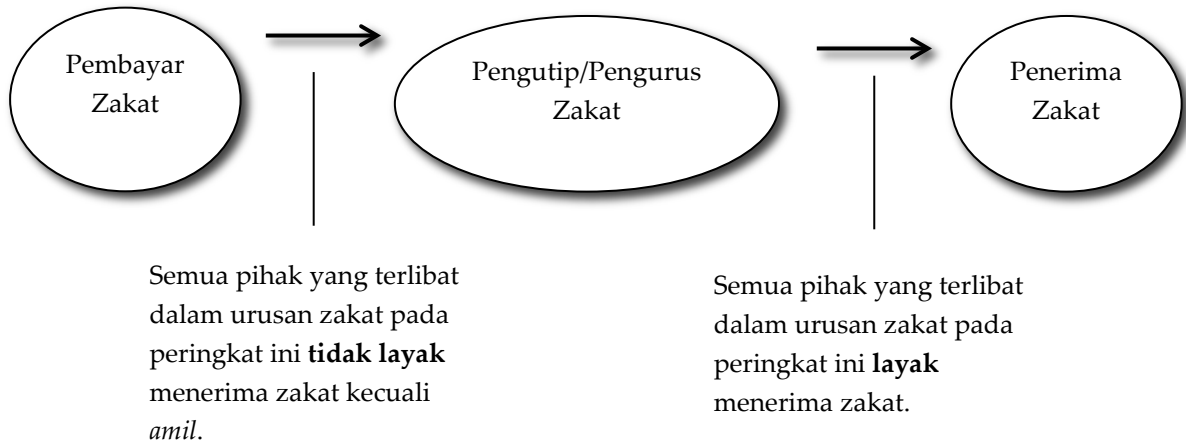 Pembayar
Zakat
Pengutip/Pengurus
Zakat
Penerima
Zakat
Semua pihak yang terlibat
dalam urusan zakat pada
peringkat ini tidak layak
menerima zakat kecuali
amil.
Semua pihak yang terlibat
dalam urusan zakat pada
peringkat ini layak
menerima zakat.